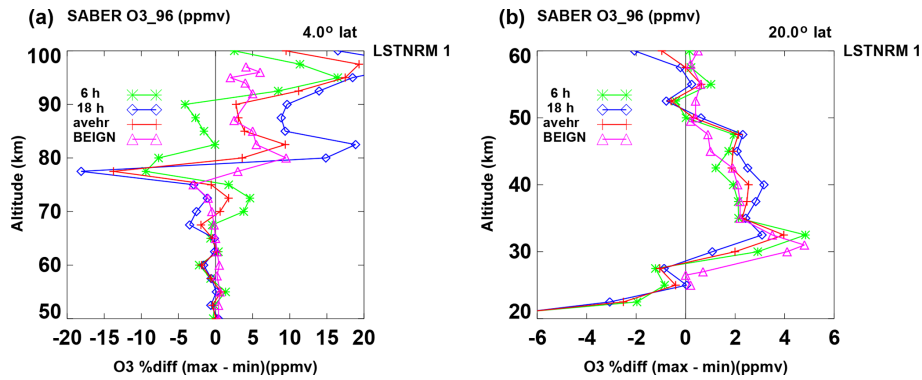 (a) SABER O3_96 (ppmv)
4.0° lat
LSTNRM 1
100
90
80
70
60
50
Altitude (km)
6 h
18 h
avehr
BEIGN
-20 -15 -10 -5 0 5 10 15 20
O3 %diff (max - min)(ppmv)
(b) SABER O3_96 (ppmv)
20.0° lat
LSTNRM 1
60
50
40
30
20
Altitude (km)
6 h
18 h
avehr
BEIGN
-6 -4 -2 0 2 4 6
O3 %diff (max - min)(ppmv)